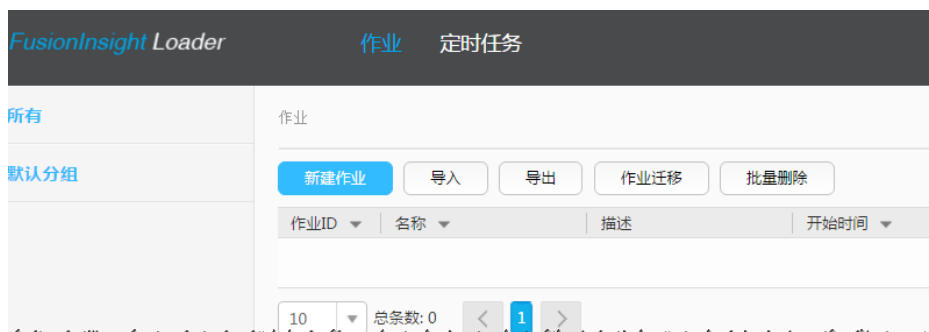 FusionInsight Loader 作业 定时任务
所有
默认分组
作业
新建作业 导入 导出 作业迁移 批量删除
作业ID 名称 描述 开始时间
10 总条数: 0 < 1 >